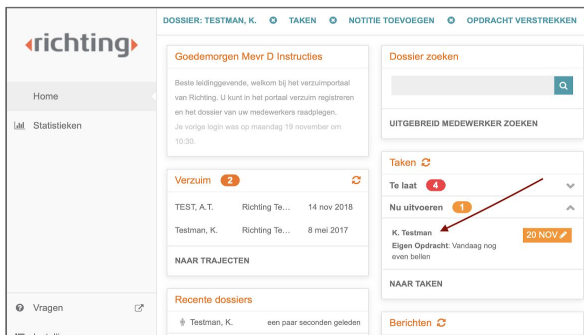 DOSSIER: TESTMAN, K. TAKEN NOTITIE TOEVOEGEN OPDRACHT VERSTREKKEN
richting
Home
Statistieken
Vragen
Goedemorgen Mevr D Instructies
Beste leidinggevende, welkom bij het verzuimportaal
van Richting. U kunt in het portaal verzuim registreren
en het dossier van uw medewerkers raadplegen.
Je vorige login was op maandag 19 november om
10:30.
Verzuim 2
TEST, A.T. Richting Te... 14 nov 2018
Testman, K. Richting Te... 8 mei 2017
NAAR TRAJECTEN
Recente dossiers
Testman, K. een paar seconden geleden
Dossier zoeken
UITGEBREID MEDEWERKER ZOEKEN
Taken
Te laat 4
Nu uitvoeren 1
K. Testman 20 NOV
Eigen Opdracht: Vandaag nog
even bellen
NAAR TAKEN
Berichten